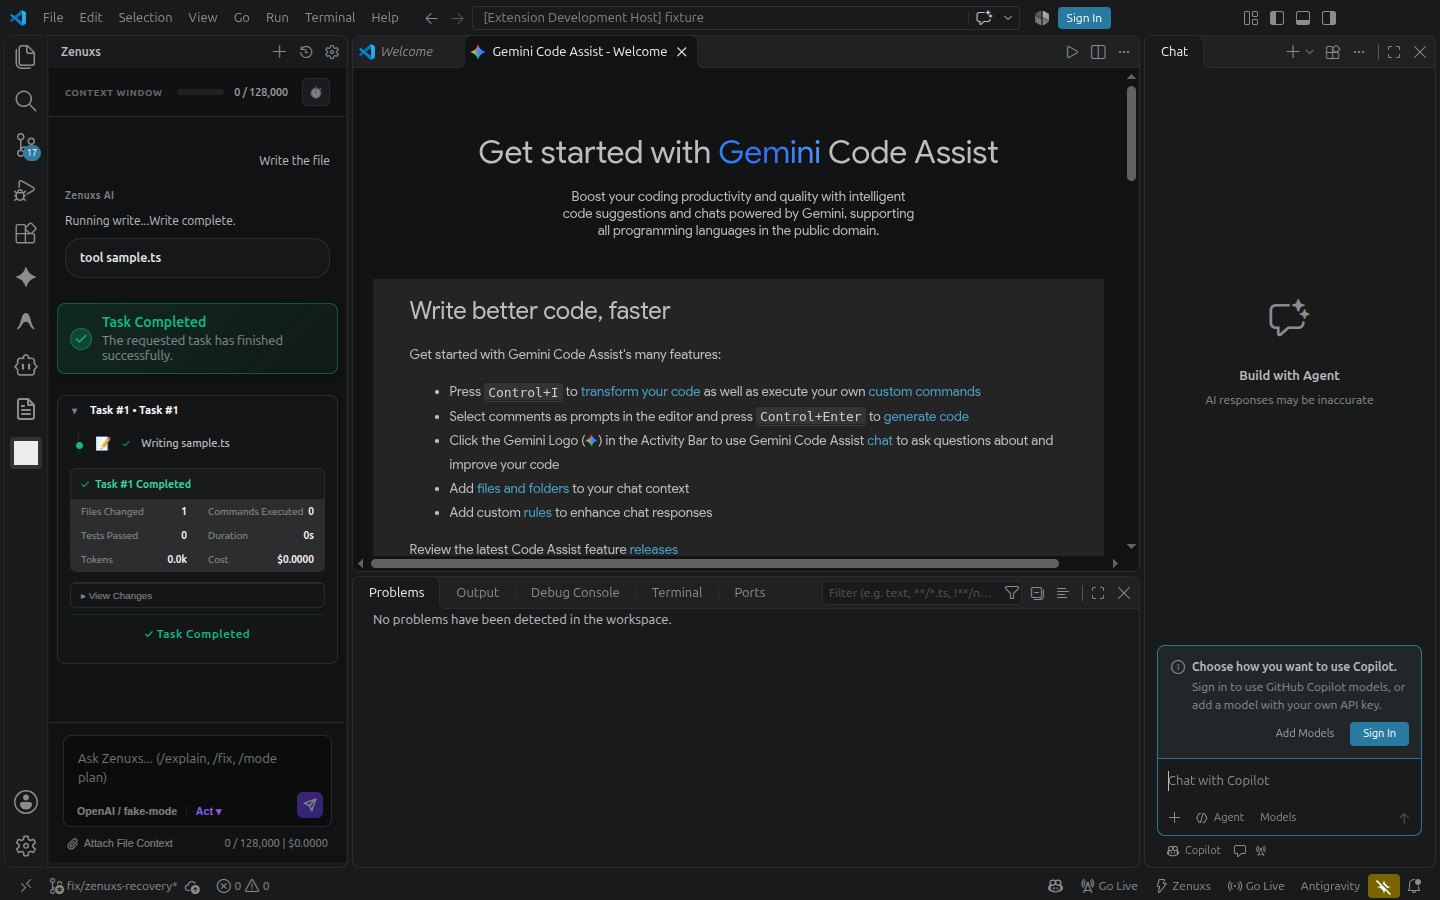 File Edit Selection View Go Run Terminal Help
[Extension Development Host] fixture
Sign In
Zenuxs
CONTEXT WINDOW 0 / 128,000
Write the file
Zenuxs AI
Running write...Write complete.
tool sample.ts
Task Completed
The requested task has finished
successfully.
▾ Task #1 • Task #1
Writing sample.ts
✓ Task #1 Completed
Files Changed 1 Commands Executed 0
Tests Passed 0 Duration 0s
Tokens 0.0k Cost $0.0000
▸ View Changes
✓ Task Completed
Ask Zenuxs... (/explain, /fix, /mode
plan)
OpenAI / fake-mode Act ▾
Attach File Context 0 / 128,000 | $0.0000
17
Welcome
Gemini Code Assist - Welcome
Get started with Gemini Code Assist
Boost your coding productivity and quality with intelligent
code suggestions and chats powered by Gemini, supporting
all programming languages in the public domain.
Write better code, faster
Get started with Gemini Code Assist's many features:
• Press Control+I to transform your code as well as execute your own custom commands
• Select comments as prompts in the editor and press Control+Enter to generate code
• Click the Gemini Logo ( ) in the Activity Bar to use Gemini Code Assist chat to ask questions about and
improve your code
• Add files and folders to your chat context
• Add custom rules to enhance chat responses
Review the latest Code Assist feature releases
Problems Output Debug Console Terminal Ports
Filter (e.g. text, **/*.ts, !**/n...
No problems have been detected in the workspace.
Chat
Build with Agent
AI responses may be inaccurate
Choose how you want to use Copilot.
Sign in to use GitHub Copilot models, or
add a model with your own API key.
Add Models Sign In
Chat with Copilot
Agent Models
Copilot
fix/zenuxs-recovery* 0 0
Go Live Zenuxs Go Live Antigravity